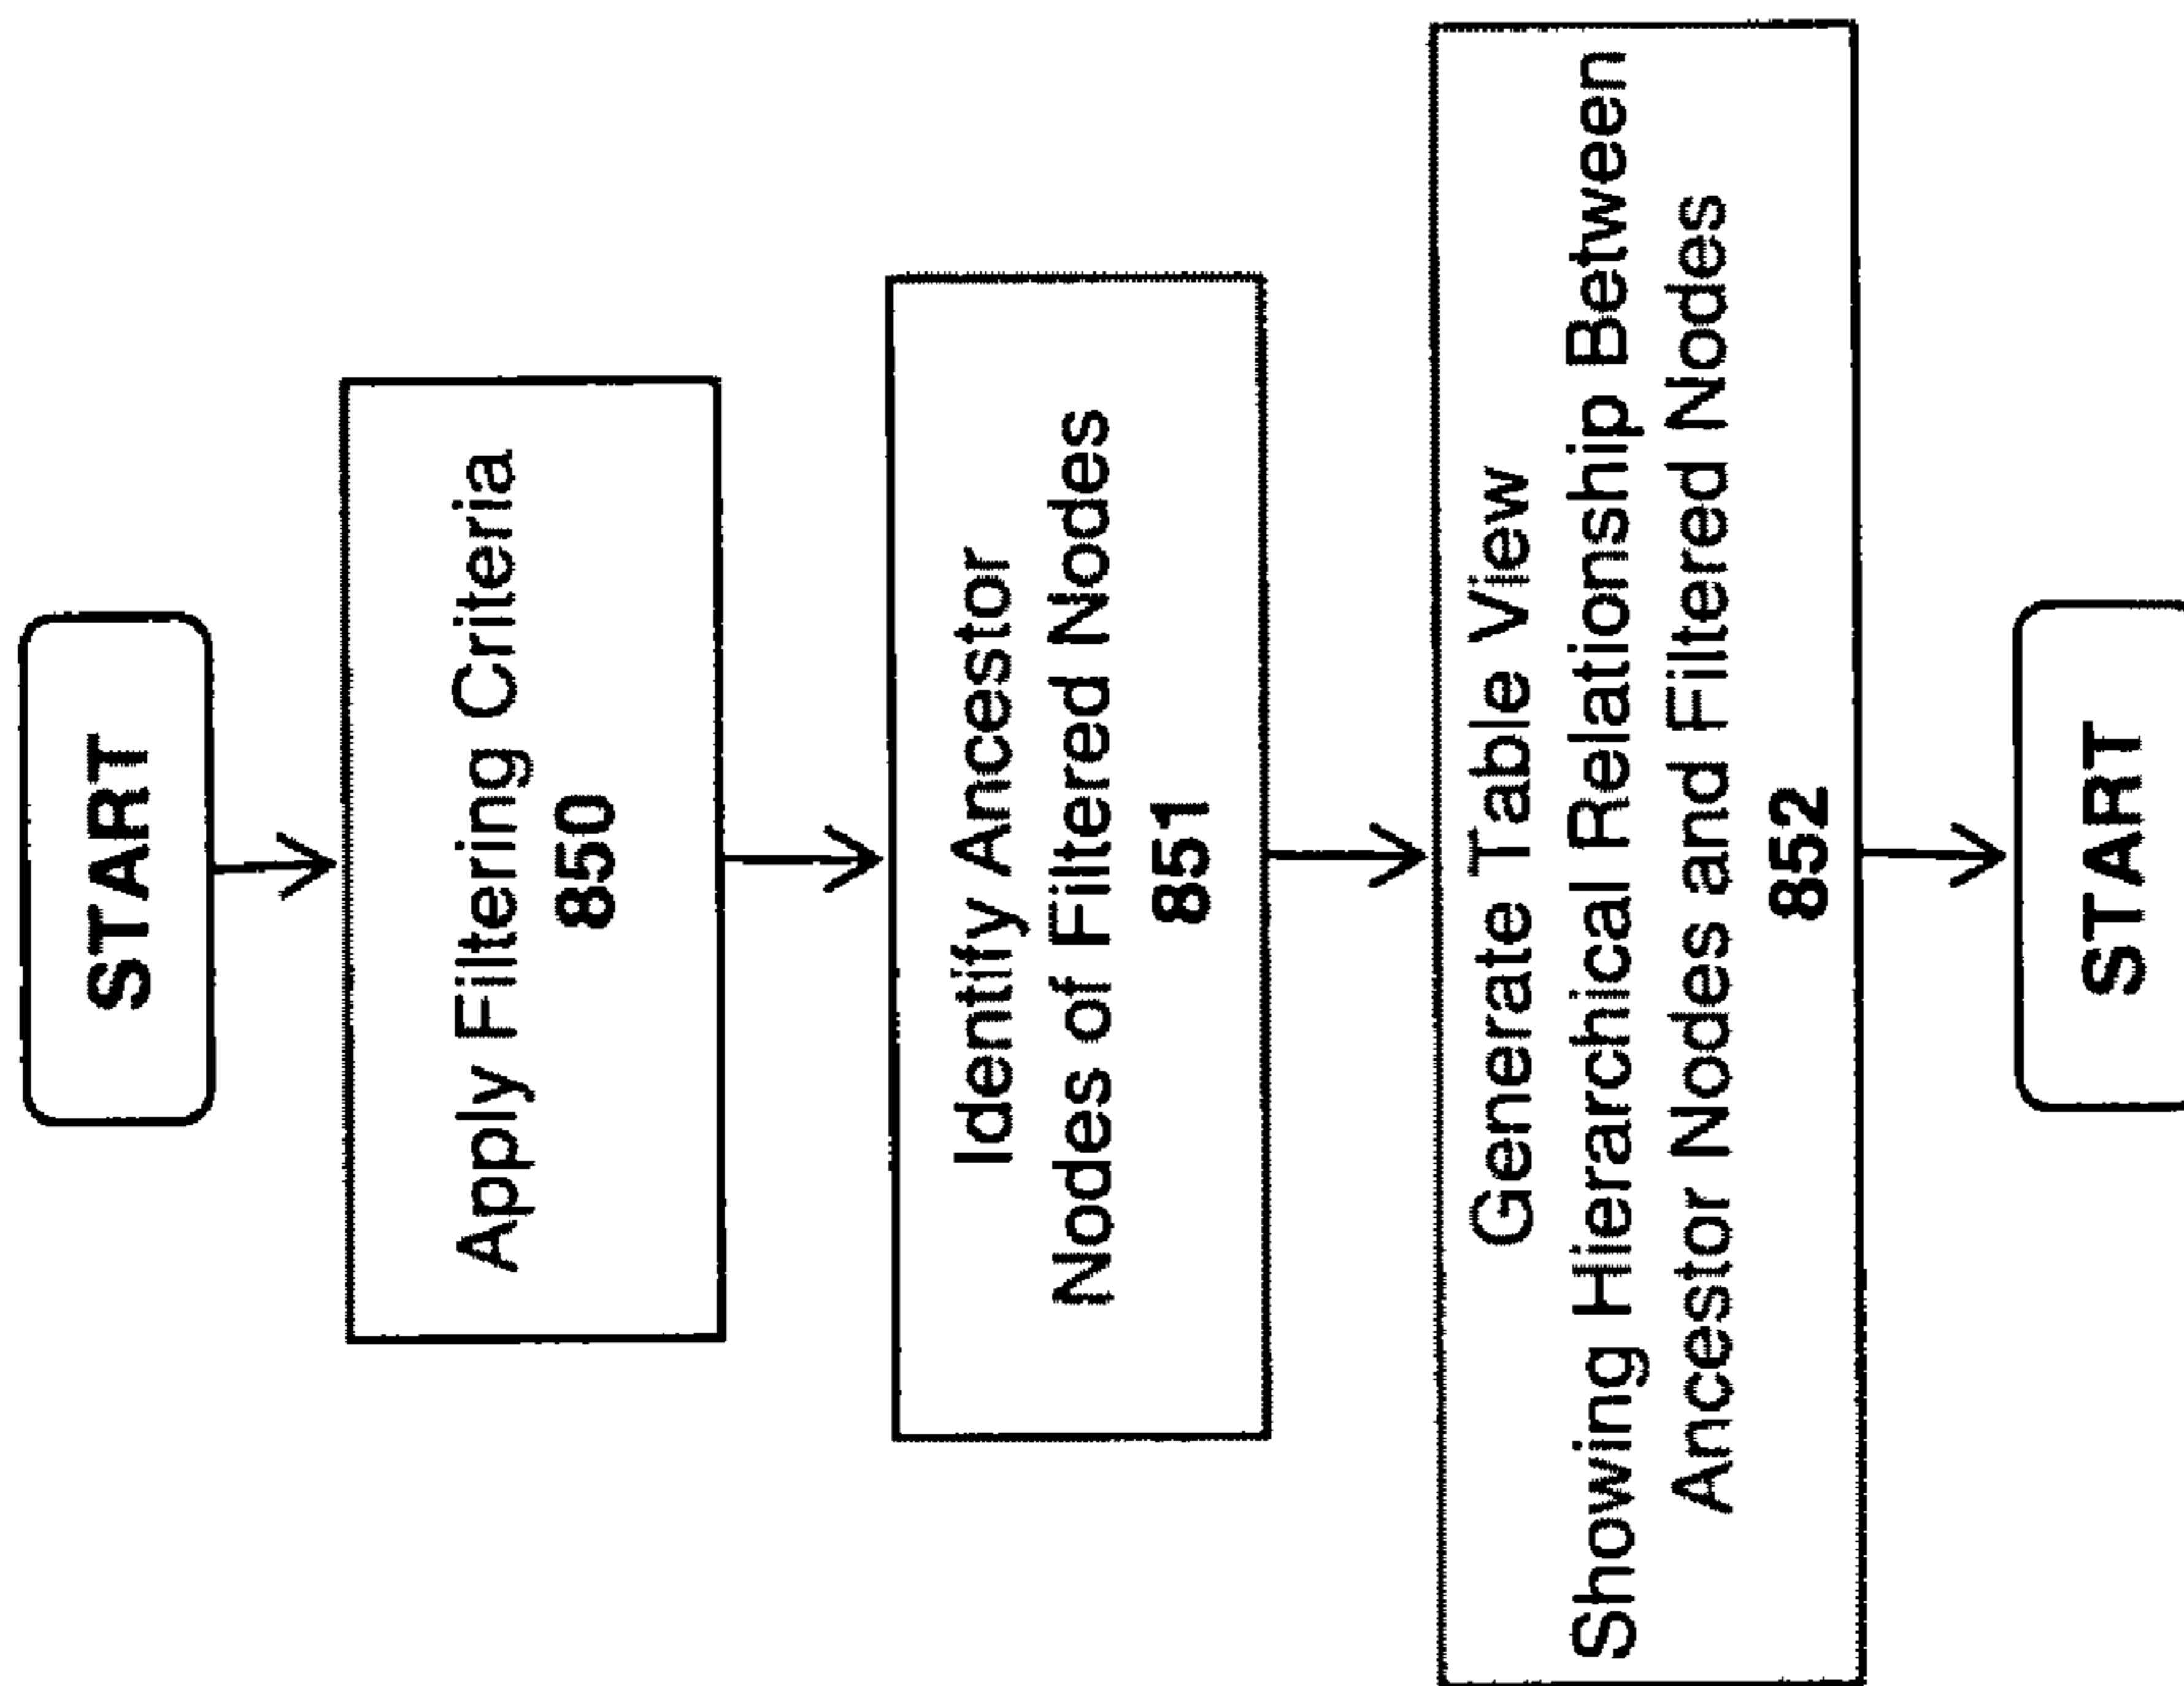 START
Apply Filtering Criteria
850
Identify Ancestor
Nodes of Filtered Nodes
851
Generate Table View
Showing Hierarchical Relationship Between
Ancestor Nodes and Filtered Nodes
852
START